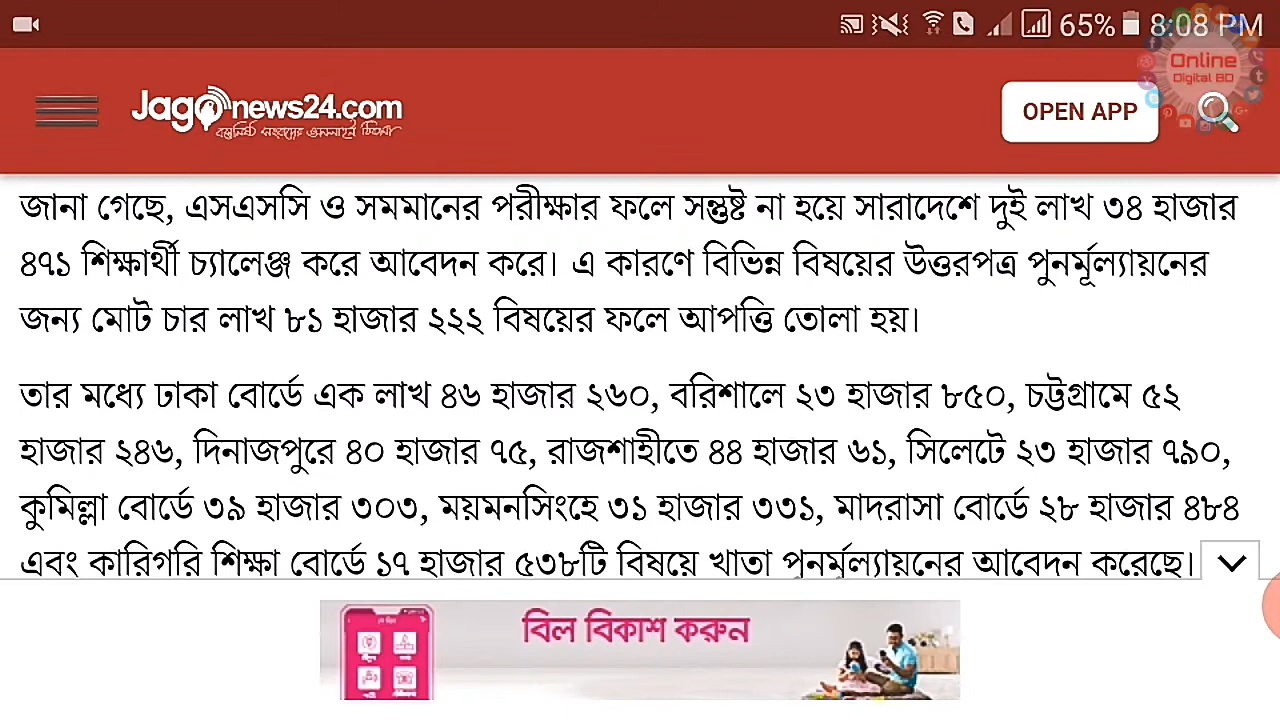 65% 8:08 PM
Online
Digital BD
Jagonews24.com
OPEN APP
জানা গেছে, এসএসসি ও সমমানের পরীক্ষার ফলে সন্তুষ্ট না হয়ে সারাদেশে দুই লাখ ৩৪ হাজার
৪৭১ শিক্ষার্থী চ্যালেঞ্জ করে আবেদন করে। এ কারণে বিভিন্ন বিষয়ের উত্তরপত্র পুনর্মূল্যায়নের
জন্য মোট চার লাখ ৮১ হাজার ২২২ বিষয়ের ফলে আপত্তি তোলা হয়।
তার মধ্যে ঢাকা বোর্ডে এক লাখ ৪৬ হাজার ২৬০, বরিশালে ২৩ হাজার ৮৫০, চট্টগ্রামে ৫২
হাজার ২৪৬, দিনাজপুরে ৪০ হাজার ৭৫, রাজশাহীতে ৪৪ হাজার ৬১, সিলেটে ২৩ হাজার ৭৯০,
কুমিল্লা বোর্ডে ৩৯ হাজার ৩০৩, ময়মনসিংহে ৩১ হাজার ৩৩১, মাদরাসা বোর্ডে ২৮ হাজার ৪৮৪
এবং কারিগরি শিক্ষা বোর্ডে ১৭ হাজার ৫৩৮টি বিষয়ে খাতা পুনর্মূল্যায়নের আবেদন করেছে।
বিল বিকাশ করুন